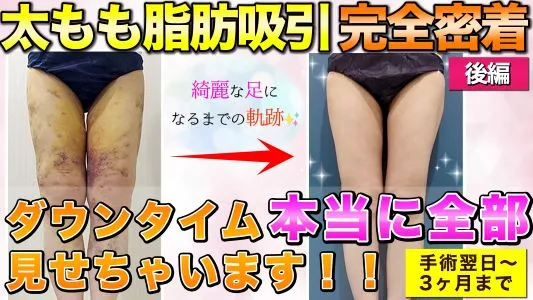 太もも脂肪吸引完全密着
後編
綺麗な足に
なるまでの軌跡✨
ダウンタイム本当に全部
見せちゃいます！！
手術翌日〜
3ヶ月まで